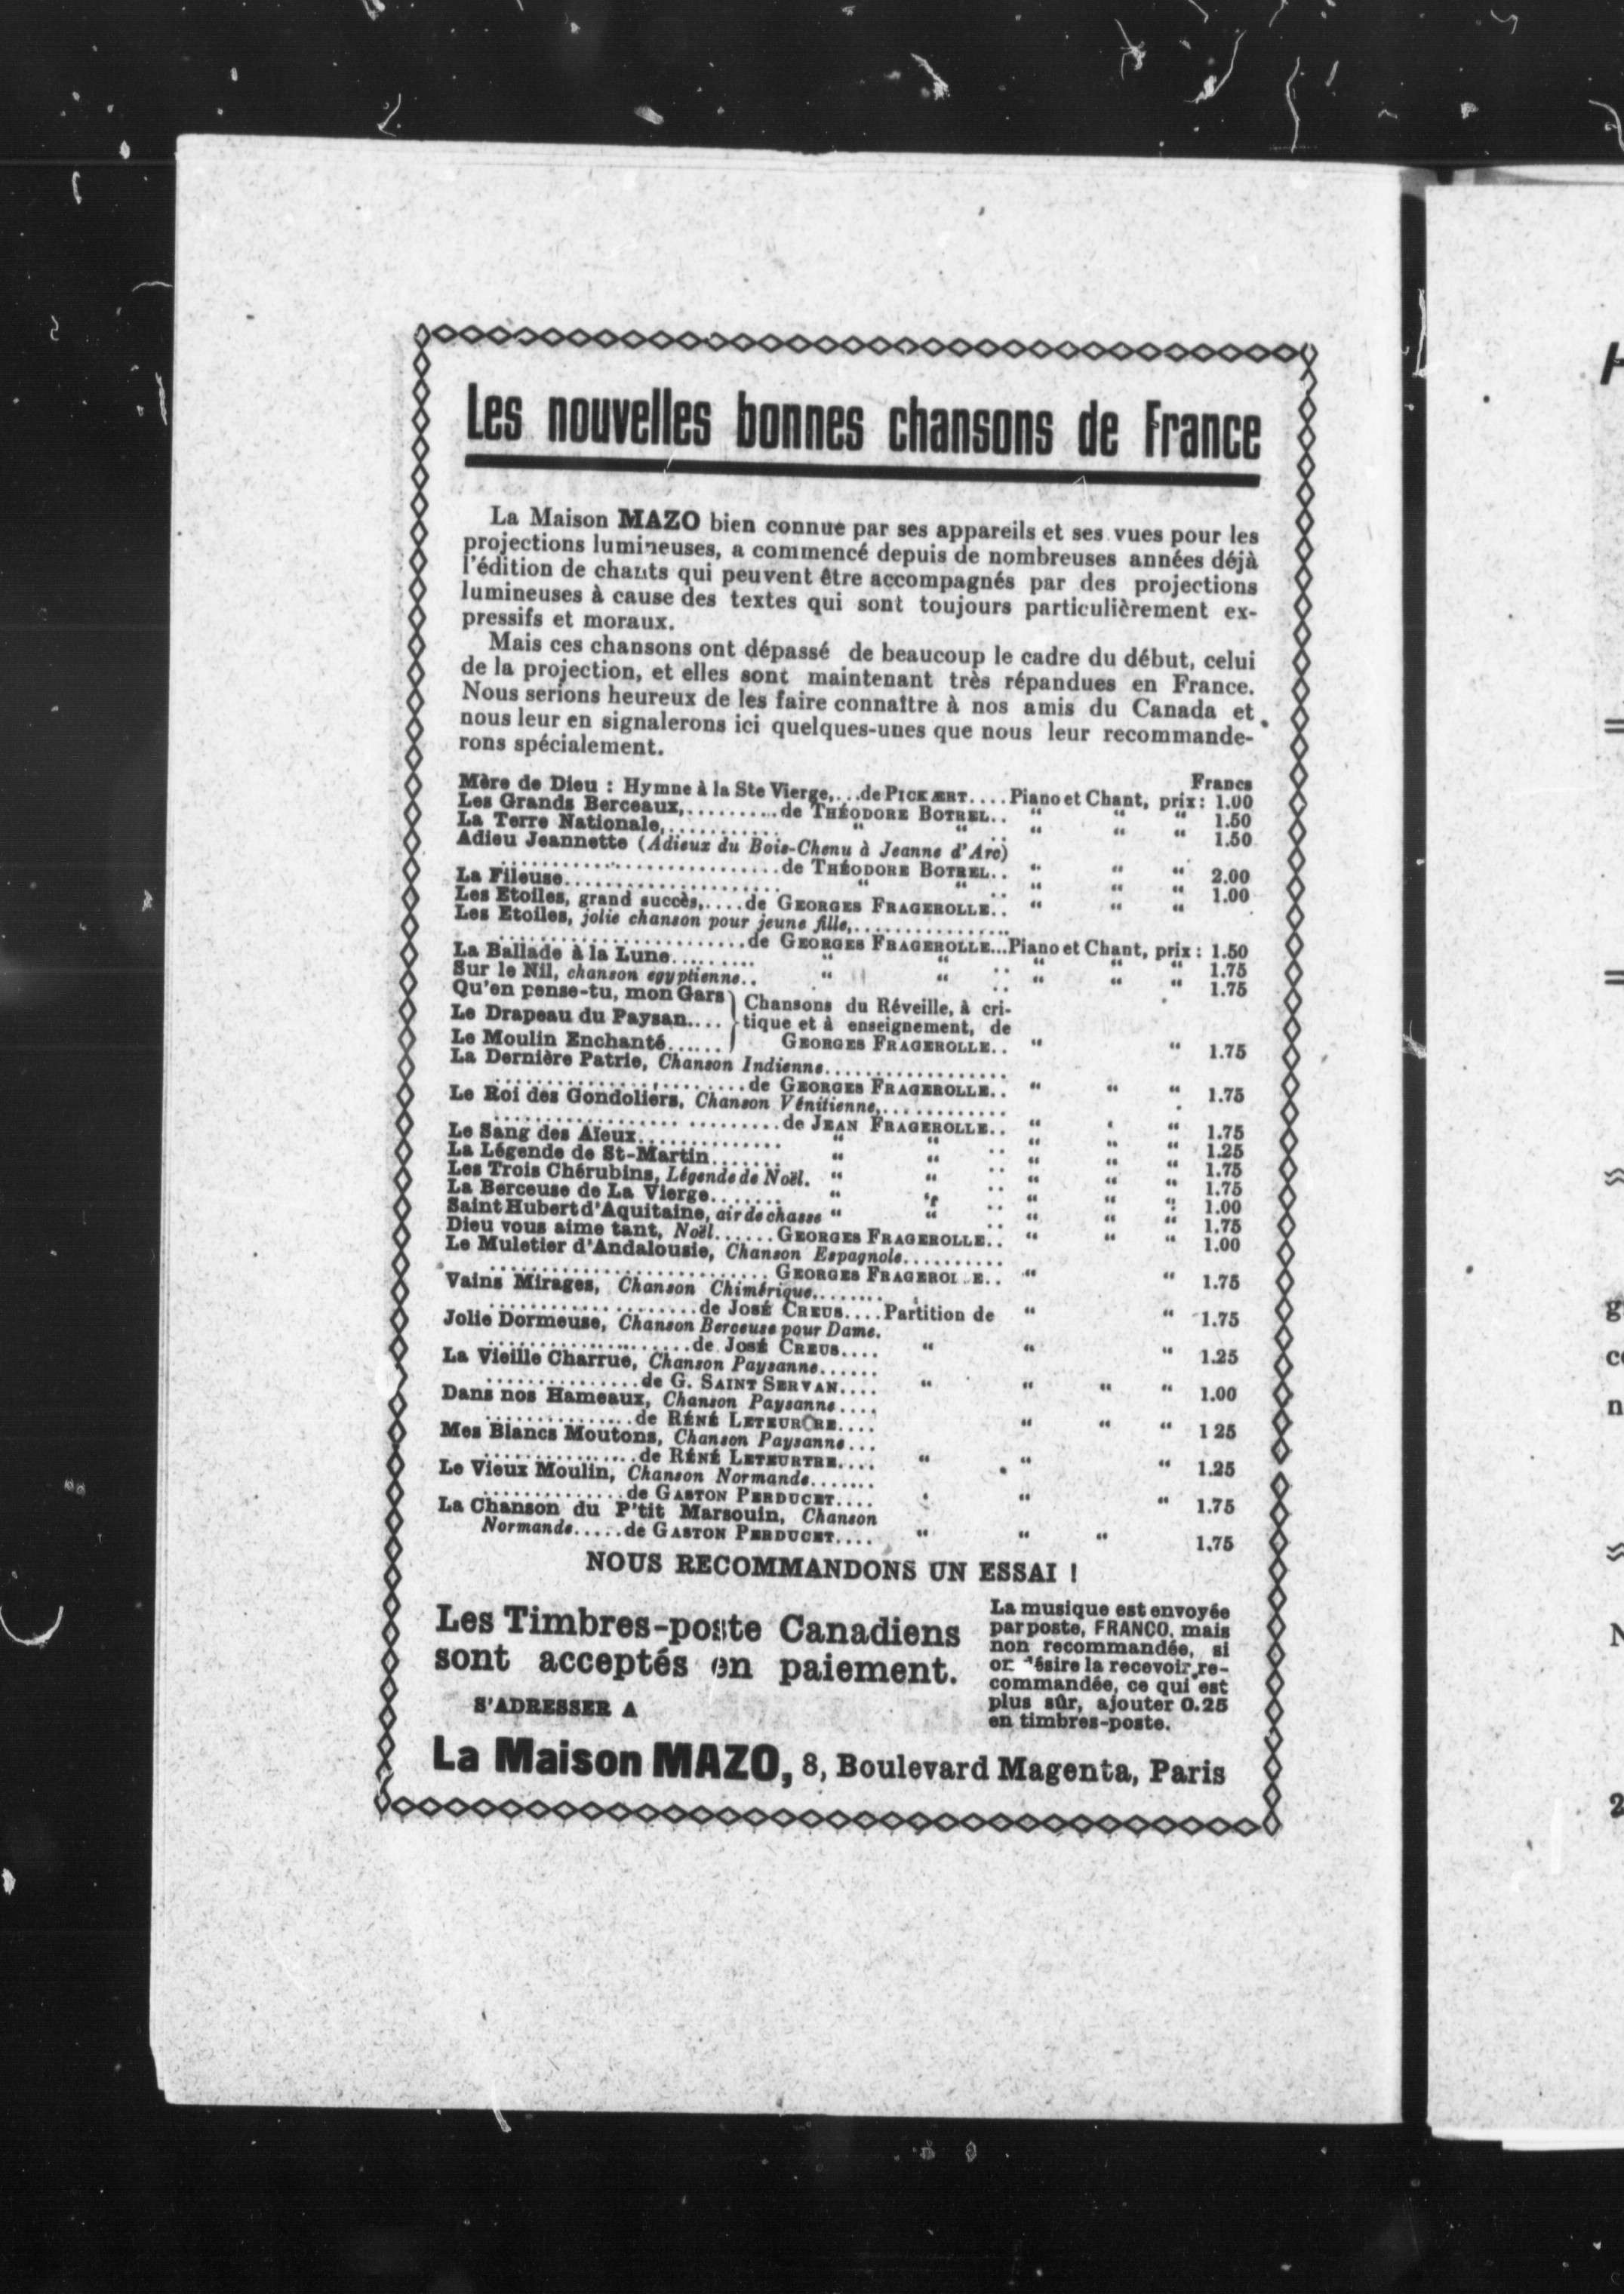 Les nouvelles bonnes chansons de France
La Maison MAZO bien connue par ses appareils et ses vues pour les
projections lumineuses, a commencé depuis de nombreuses années déjà
l'édition de chants qui peuvent être accompagnés par des projections
lumineuses à cause des textes qui sont toujours particulièrement ex-
pressifs et moraux.
Mais ces chansons ont dépassé de beaucoup le cadre du début, celui
de la projection, et elles sont maintenant très répandues en France.
Nous serions heureux de les faire connaître à nos amis du Canada et
nous leur en signalerons ici quelques-unes que nous leur recommande-
rons spécialement.
Francs
Mère de Dieu : Hymne à la Ste Vierge,...de PICKÆRT....Piano et Chant, prix: 1.00
Les Grands Berceaux,..........de THÉODORE BOTREL.. " " " 1.50
La Terre Nationale,............ " " .. " " " 1.50
Adieu Jeannette (Adieux du Bois-Chenu à Jeanne d'Arc)
..............................de THÉODORE BOTREL.. " " " 2.00
La Fileuse....................... " " .. " " " 1.00
Les Etoiles, grand succès,....de GEORGES FRAGEROLLE.. " " "
Les Etoiles, jolie chanson pour jeune fille,................
..........................de GEORGES FRAGEROLLE...Piano et Chant, prix : 1.50
La Ballade à la Lune......... " " .. " " " 1.75
Sur le Nil, chanson egyptienne.. " " .. " " " 1.75
Qu'en pense-tu, mon Gars } Chansons du Réveille, à cri-
Le Drapeau du Paysan.... } tique et à enseignement, de
Le Moulin Enchanté...... } GEORGES FRAGEROLLE.. " " 1.75
La Dernière Patrie, Chanson Indienne..................
..........................de GEORGES FRAGEROLLE.. " " " 1.75
Le Roi des Gondoliers, Chanson Vénitienne,............
..............................de JEAN FRAGEROLLE.. " ' " 1.75
Le Sang des Aïeux.............. " " .. " " " 1.25
La Légende de St-Martin....... " " .. " " " 1.75
Les Trois Chérubins, Légende de Noël. " " .. " " " 1.75
La Berceuse de La Vierge....... " " .. " " " 1.00
Saint Hubert d'Aquitaine, air de chasse " " .. " " " 1.75
Dieu vous aime tant, Noël......GEORGES FRAGEROLLE.. " " " 1.00
Le Muletier d'Andalousie, Chanson Espagnole..........
..............................GEORGES FRAGEROLLE.. " " 1.75
Vains Mirages, Chanson Chimérique........
.....................de JOSÉ CREUS....Partition de " " 1.75
Jolie Dormeuse, Chanson Berceuse pour Dame.
.....................de JOSÉ CREUS.... " " " 1.25
La Vieille Charrue, Chanson Paysanne......
................de G. SAINT SERVAN.... " " " " 1.00
Dans nos Hameaux, Chanson Paysanne....
................de RÉNÉ LETEURCRE.... " " " 1 25
Mes Blancs Moutons, Chanson Paysanne...
................de RÉNÉ LETEURTRE.... " " " 1.25
Le Vieux Moulin, Chanson Normande.......
...............de GASTON PERDUCET.... ' " " 1.75
La Chanson du P'tit Marsouin, Chanson
Normande.....de GASTON PERDUCET.... " " " 1.75
NOUS RECOMMANDONS UN ESSAI !
Les Timbres-poste Canadiens
sont acceptés en paiement.
S'ADRESSER A
La musique est envoyée
par poste, FRANCO, mais
non recommandée, si
on désire la recevoir re-
commandée, ce qui est
plus sûr, ajouter 0.25
en timbres-poste.
La Maison MAZO, 8, Boulevard Magenta, Paris